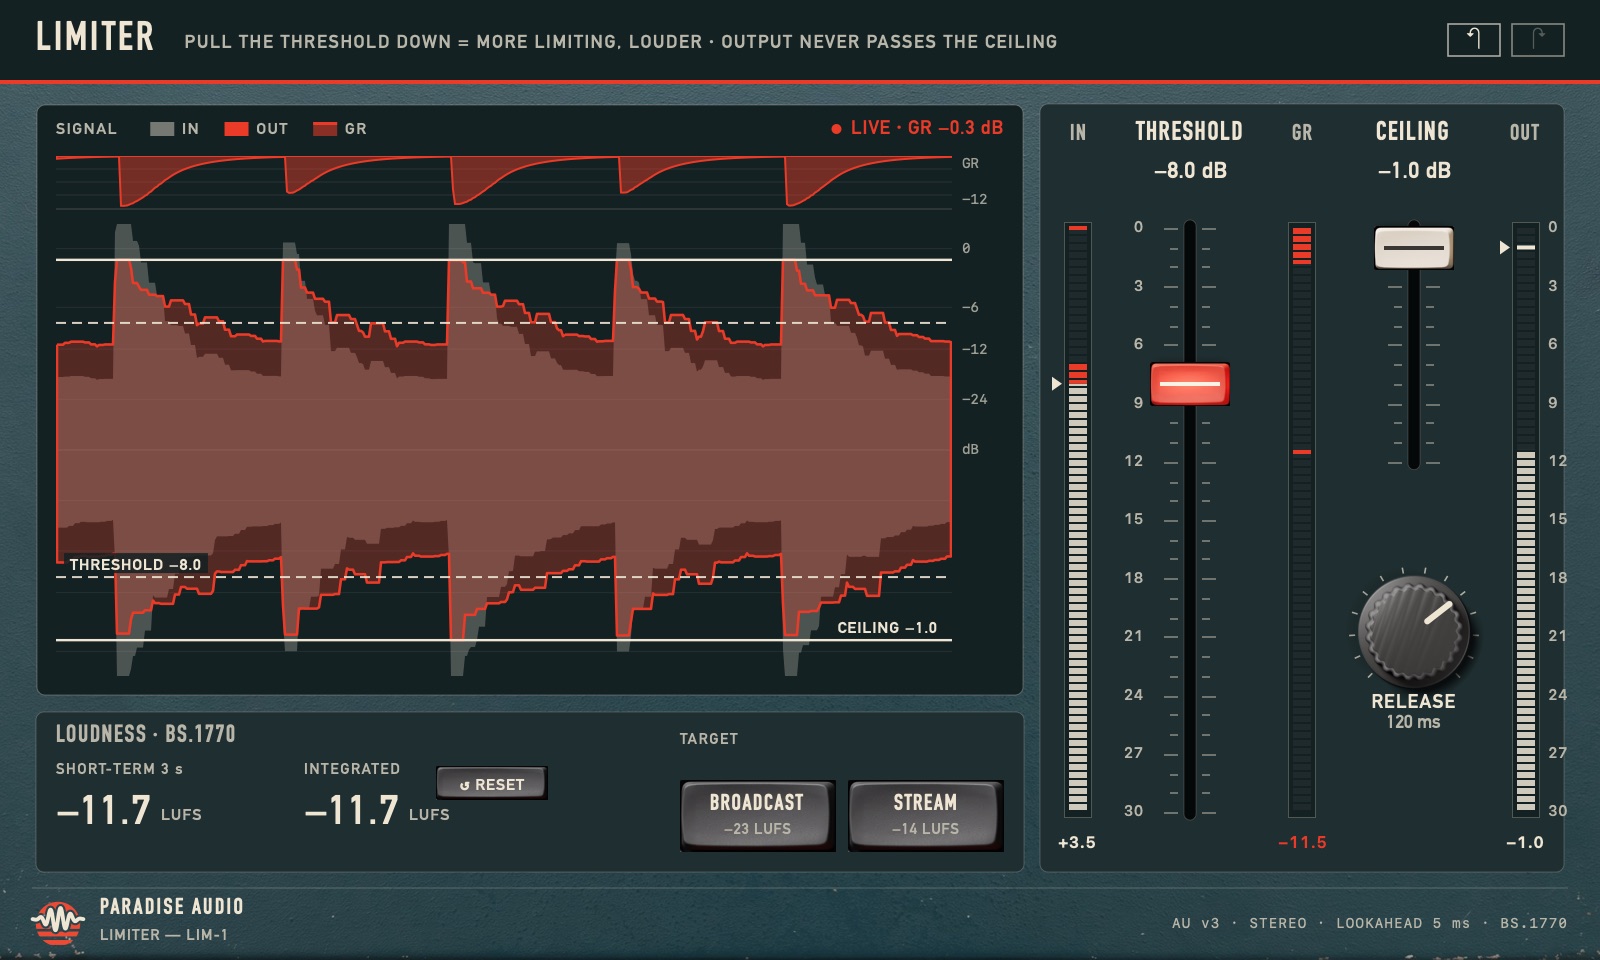 LIMITER
PULL THE THRESHOLD DOWN = MORE LIMITING, LOUDER · OUTPUT NEVER PASSES THE CEILING
SIGNAL IN OUT GR
● LIVE · GR −0.3 dB
GR
−12
0
−6
−12
−24
dB
THRESHOLD −8.0
CEILING −1.0
IN THRESHOLD GR CEILING OUT
−8.0 dB −1.0 dB
0 0
3 3
6 6
9 9
12 12
15 15
18 18
21 21
24 24
27 27
30 30
RELEASE
120 ms
+3.5 −11.5 −1.0
LOUDNESS · BS.1770
TARGET
SHORT-TERM 3 s INTEGRATED
↺ RESET
−11.7 LUFS −11.7 LUFS
BROADCAST STREAM
−23 LUFS −14 LUFS
PARADISE AUDIO
LIMITER — LIM-1
AU v3 · STEREO · LOOKAHEAD 5 ms · BS.1770